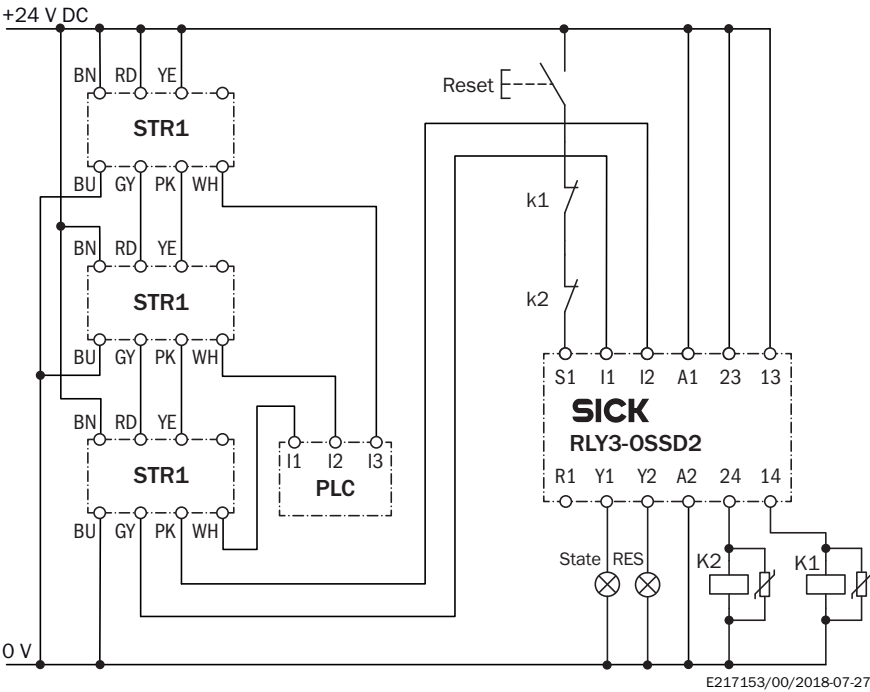 +24 V DC
BN RD YE
STR1
BU GY PK WH
Reset
k1
k2
BN RD YE
STR1
BU GY PK WH
BN RD YE
STR1
BU GY PK WH
I1 I2 I3
PLC
S1 I1 I2 A1 23 13
SICK
RLY3-OSSD2
R1 Y1 Y2 A2 24 14
State RES
K2 K1
0 V
E217153/00/2018-07-27